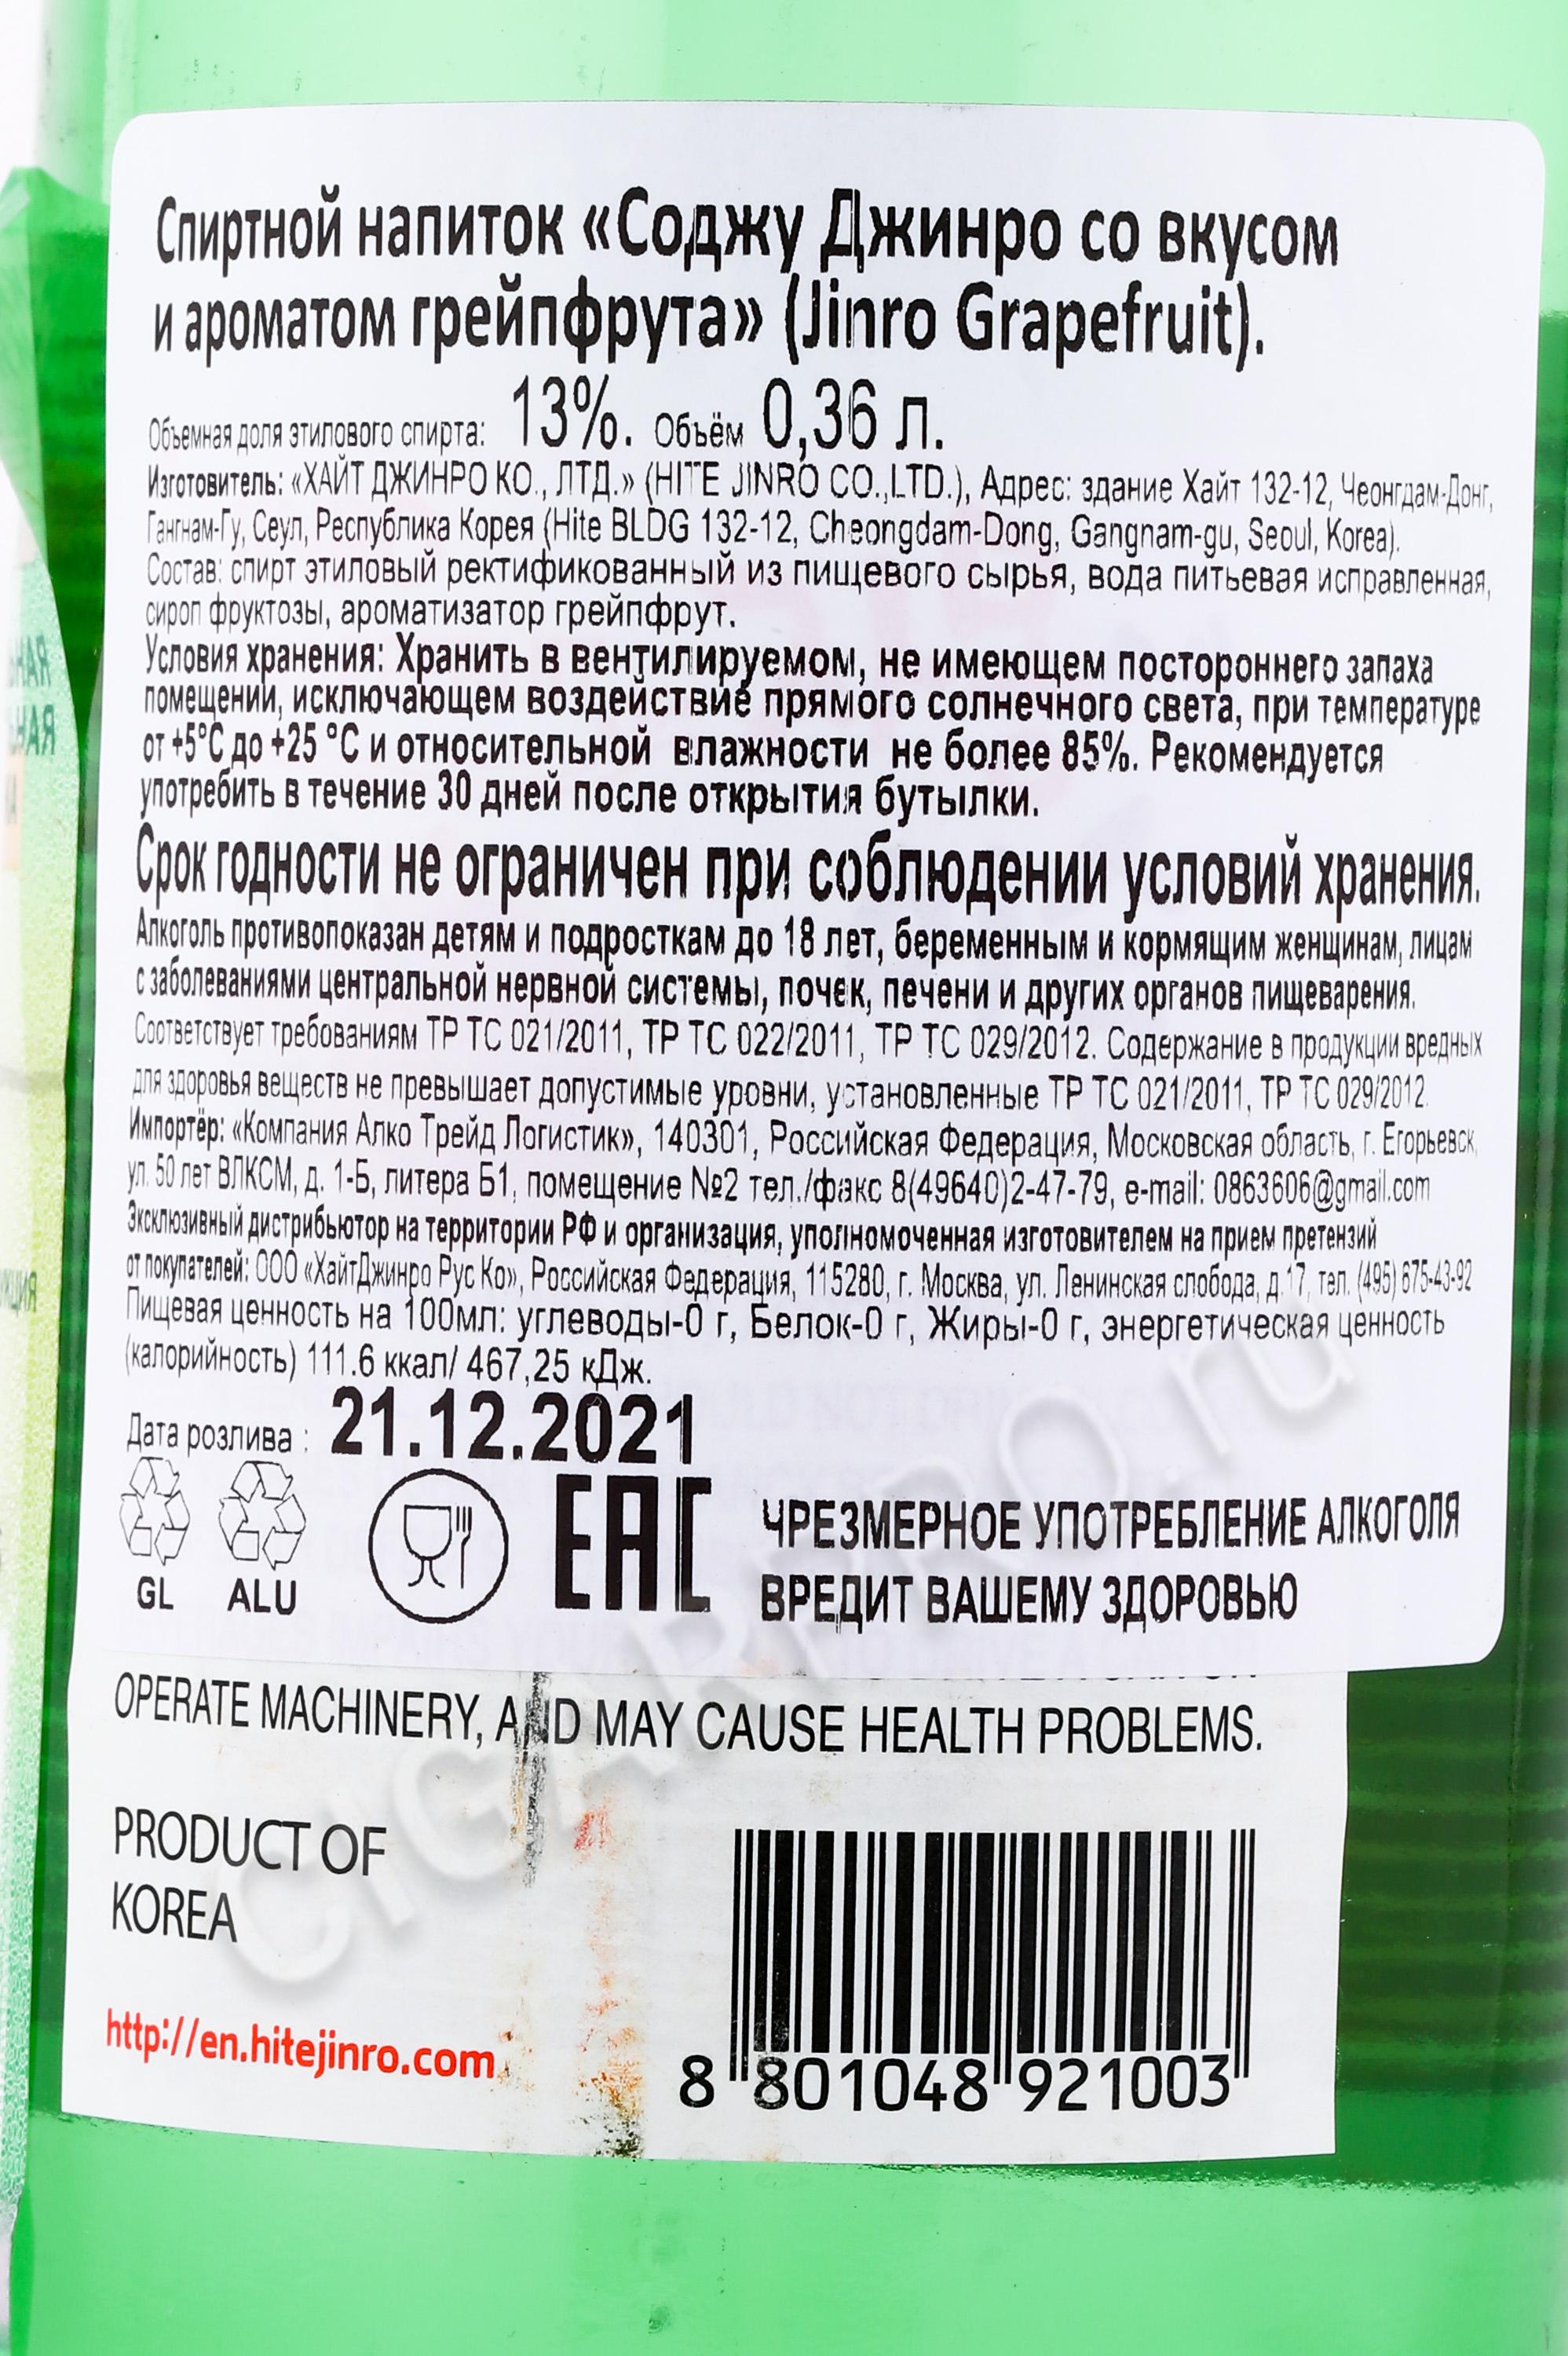 Спиртной напиток «Соджу Джинро со вкусом
и ароматом грейпфрута» (Jinro Grapefruit).
Объемная доля этилового спирта: 13%. Объём 0,36 л.
Изготовитель: «ХАЙТ ДЖИНРО КО., ЛТД.» (HITE JINRO CO.,LTD.), Адрес: здание Хайт 132-12, Чеонгдам-Донг,
Гангнам-Гу, Сеул, Республика Корея (Hite BLDG 132-12, Cheongdam-Dong, Gangnam-gu, Seoul, Korea).
Состав: спирт этиловый ректификованный из пищевого сырья, вода питьевая исправленная,
сироп фруктозы, ароматизатор грейпфрут.
Условия хранения: Хранить в вентилируемом, не имеющем постороннего запаха
помещении, исключающем воздействие прямого солнечного света, при температуре
от +5°С до +25 °С и относительной влажности не более 85%. Рекомендуется
употребить в течение 30 дней после открытия бутылки.
Срок годности не ограничен при соблюдении условий хранения.
Алкоголь противопоказан детям и подросткам до 18 лет, беременным и кормящим женщинам, лицам
с заболеваниями центральной нервной системы, почек, печени и других органов пищеварения.
Соответствует требованиям ТР ТС 021/2011, ТР ТС 022/2011, ТР ТС 029/2012. Содержание в продукции вредных
для здоровья веществ не превышает допустимые уровни, установленные ТР ТС 021/2011, ТР ТС 029/2012.
Импортёр: «Компания Алко Трейд Логистик», 140301, Российская Федерация, Московская область, г. Егорьевск,
ул. 50 лет ВЛКСМ, д. 1-Б, литера Б1, помещение №2 тел./факс 8(49640)2-47-79, e-mail: 0863606@gmail.com
Эксклюзивный дистрибьютор на территории РФ и организация, уполномоченная изготовителем на прием претензий
от покупателей: ООО «ХайтДжинро Рус Ко», Российская Федерация, 115280, г. Москва, ул. Ленинская слобода, д.17, тел. (495) 675-43-92
Пищевая ценность на 100мл: углеводы-0 г, Белок-0 г, Жиры-0 г, энергетическая ценность
(калорийность) 111.6 ккал/ 467,25 кДж.
Дата розлива : 21.12.2021
GL ALU EAC
ЧРЕЗМЕРНОЕ УПОТРЕБЛЕНИЕ АЛКОГОЛЯ
ВРЕДИТ ВАШЕМУ ЗДОРОВЬЮ
OPERATE MACHINERY, AND MAY CAUSE HEALTH PROBLEMS.
PRODUCT OF
KOREA
http://en.hitejinro.com
8 801048 921003
CIGARPRO.ru